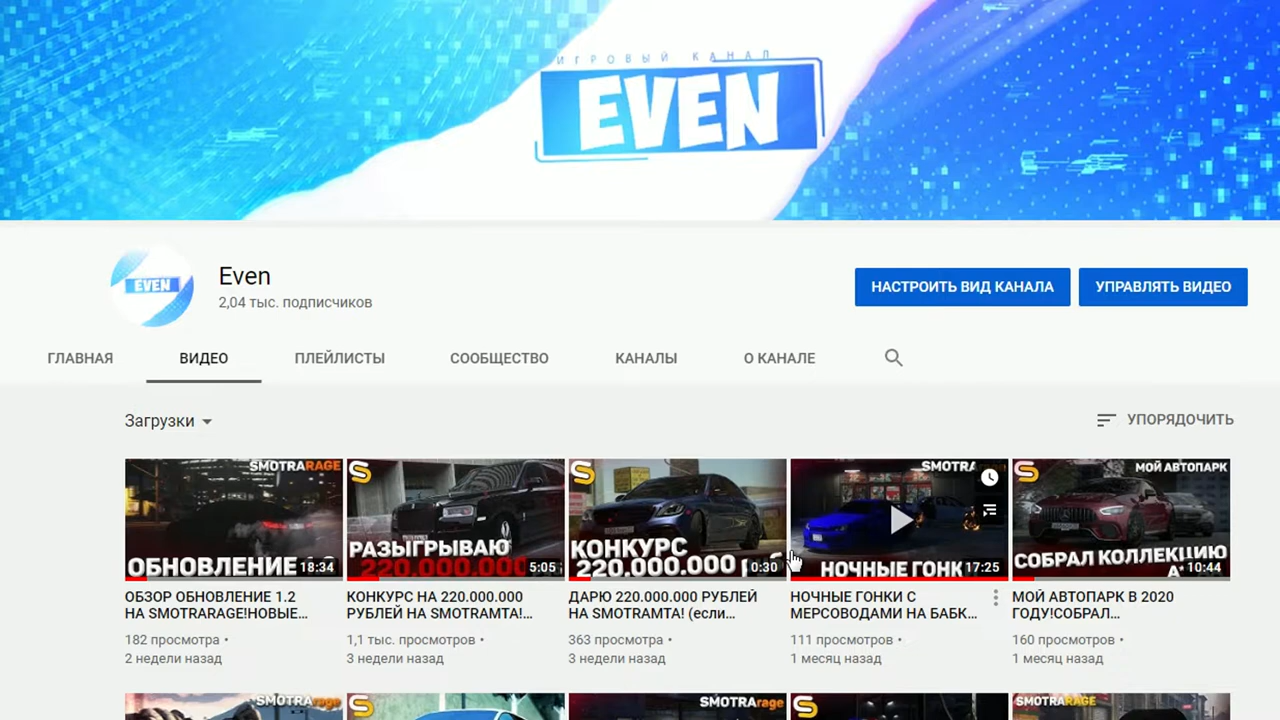 ИГРОВЫЙ КАНАЛ
EVEN
EVEN
Even
2,04 тыс. подписчиков
НАСТРОИТЬ ВИД КАНАЛА
УПРАВЛЯТЬ ВИДЕО
ГЛАВНАЯ
ВИДЕО
ПЛЕЙЛИСТЫ
СООБЩЕСТВО
КАНАЛЫ
О КАНАЛЕ
Загрузки
УПОРЯДОЧИТЬ
SMOTRARAGE
ОБНОВЛЕНИЕ
18:34
РАЗЫГРЫВАЮ
220.000.000
5:05
КОНКУРС
220.000.000
0:30
SMOTRA
НОЧНЫЕ ГОНК
17:25
МОЙ АВТОПАРК
СОБРАЛ КОЛЛЕКЦИЮ
10:44
ОБЗОР ОБНОВЛЕНИЕ 1.2
НА SMOTRARAGE!НОВЫЕ...
182 просмотра •
2 недели назад
КОНКУРС НА 220.000.000
РУБЛЕЙ НА SMOTRAMTA!...
1,1 тыс. просмотров •
3 недели назад
ДАРЮ 220.000.000 РУБЛЕЙ
НА SMOTRAMTA! (если...
363 просмотра •
3 недели назад
НОЧНЫЕ ГОНКИ С
МЕРСОВОДАМИ НА БАБК...
111 просмотров •
1 месяц назад
МОЙ АВТОПАРК В 2020
ГОДУ!СОБРАЛ...
160 просмотров •
1 месяц назад
SMOTRArage
SMOTRArage
SMOTRARAGE